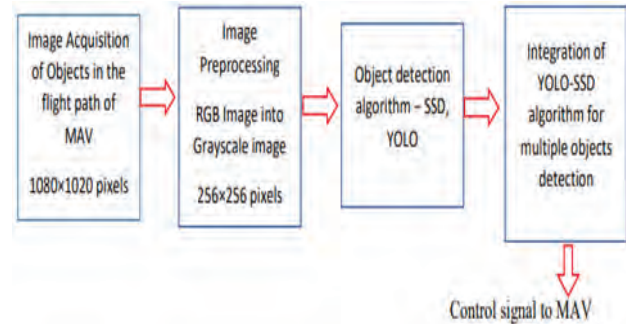 Image Acquisition
of Objects in the
flight path of
MAV
1080×1020 pixels
Image
Preprocessing
RGB Image into
Grayscale image
256×256 pixels
Object detection
algorithm – SSD,
YOLO
Integration of
YOLO-SSD
algorithm for
multiple objects
detection
Control signal to MAV